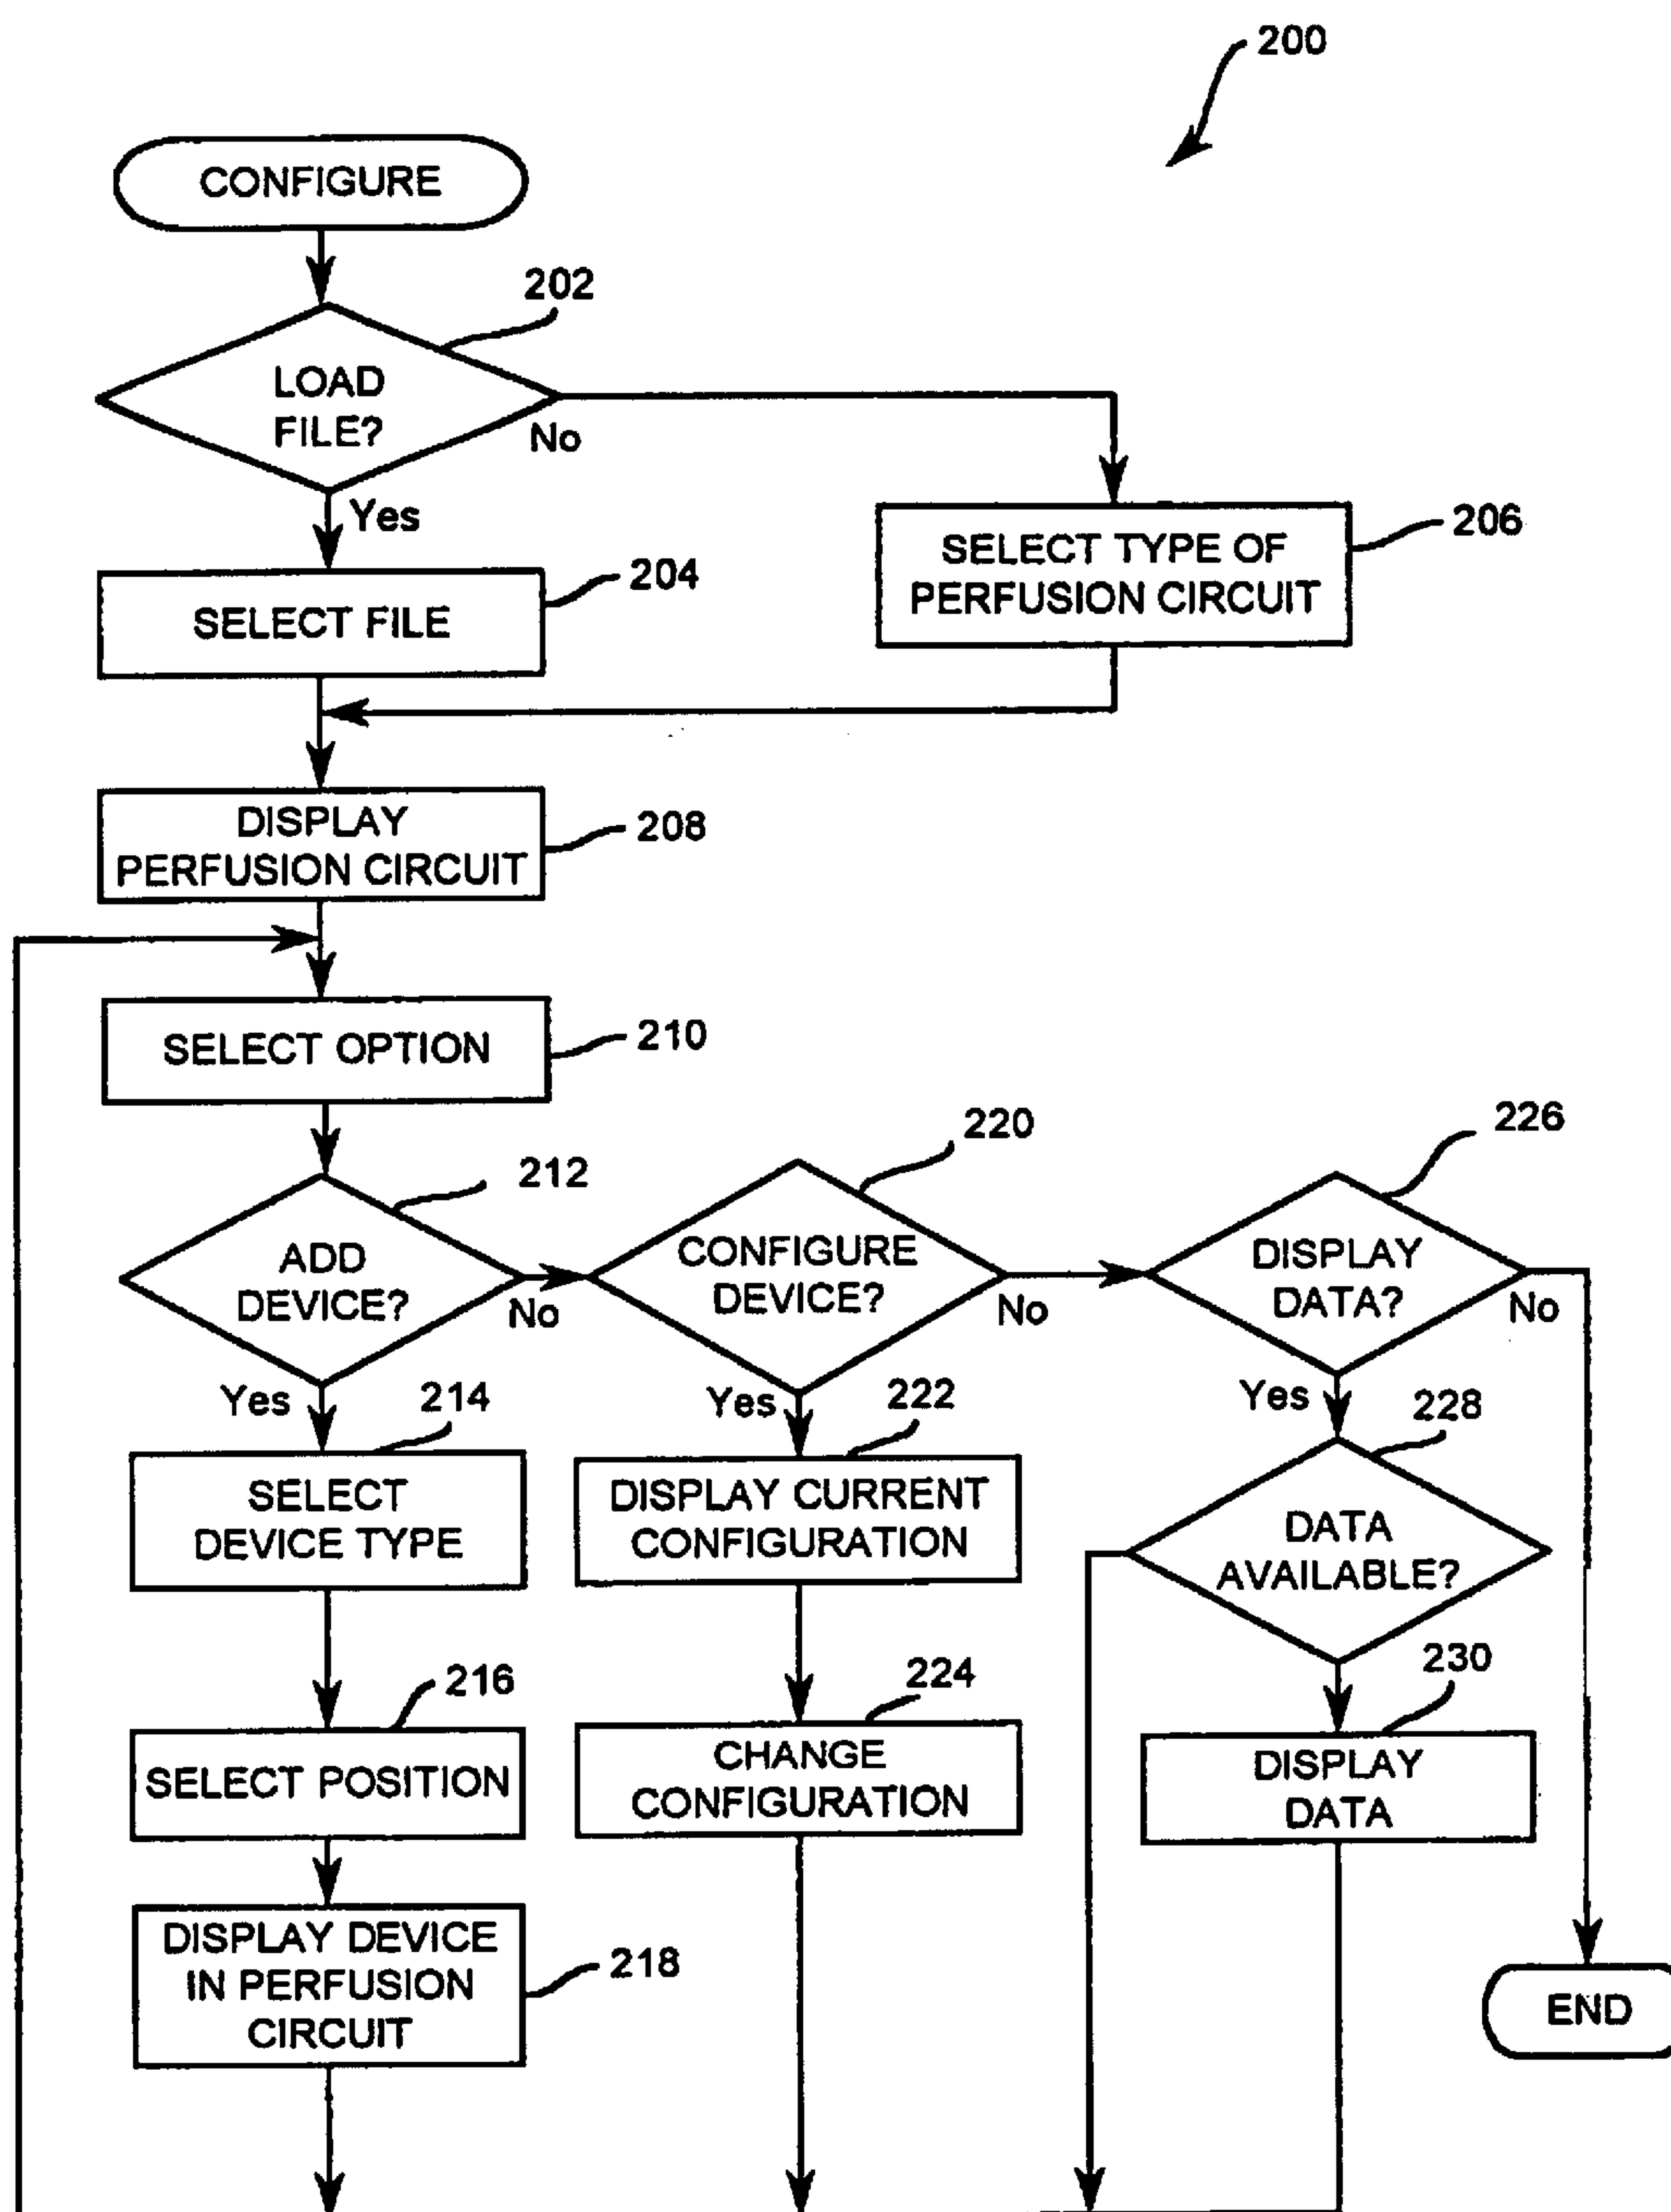 200
CONFIGURE
202
LOAD
FILE?
No
Yes
204
SELECT FILE
206
SELECT TYPE OF
PERFUSION CIRCUIT
208
DISPLAY
PERFUSION CIRCUIT
210
SELECT OPTION
212
ADD
DEVICE?
No
Yes
214
SELECT
DEVICE TYPE
216
SELECT POSITION
218
DISPLAY DEVICE
IN PERFUSION
CIRCUIT
220
CONFIGURE
DEVICE?
No
Yes
222
DISPLAY CURRENT
CONFIGURATION
224
CHANGE
CONFIGURATION
226
DISPLAY
DATA?
No
Yes
228
DATA
AVAILABLE?
230
DISPLAY
DATA
END